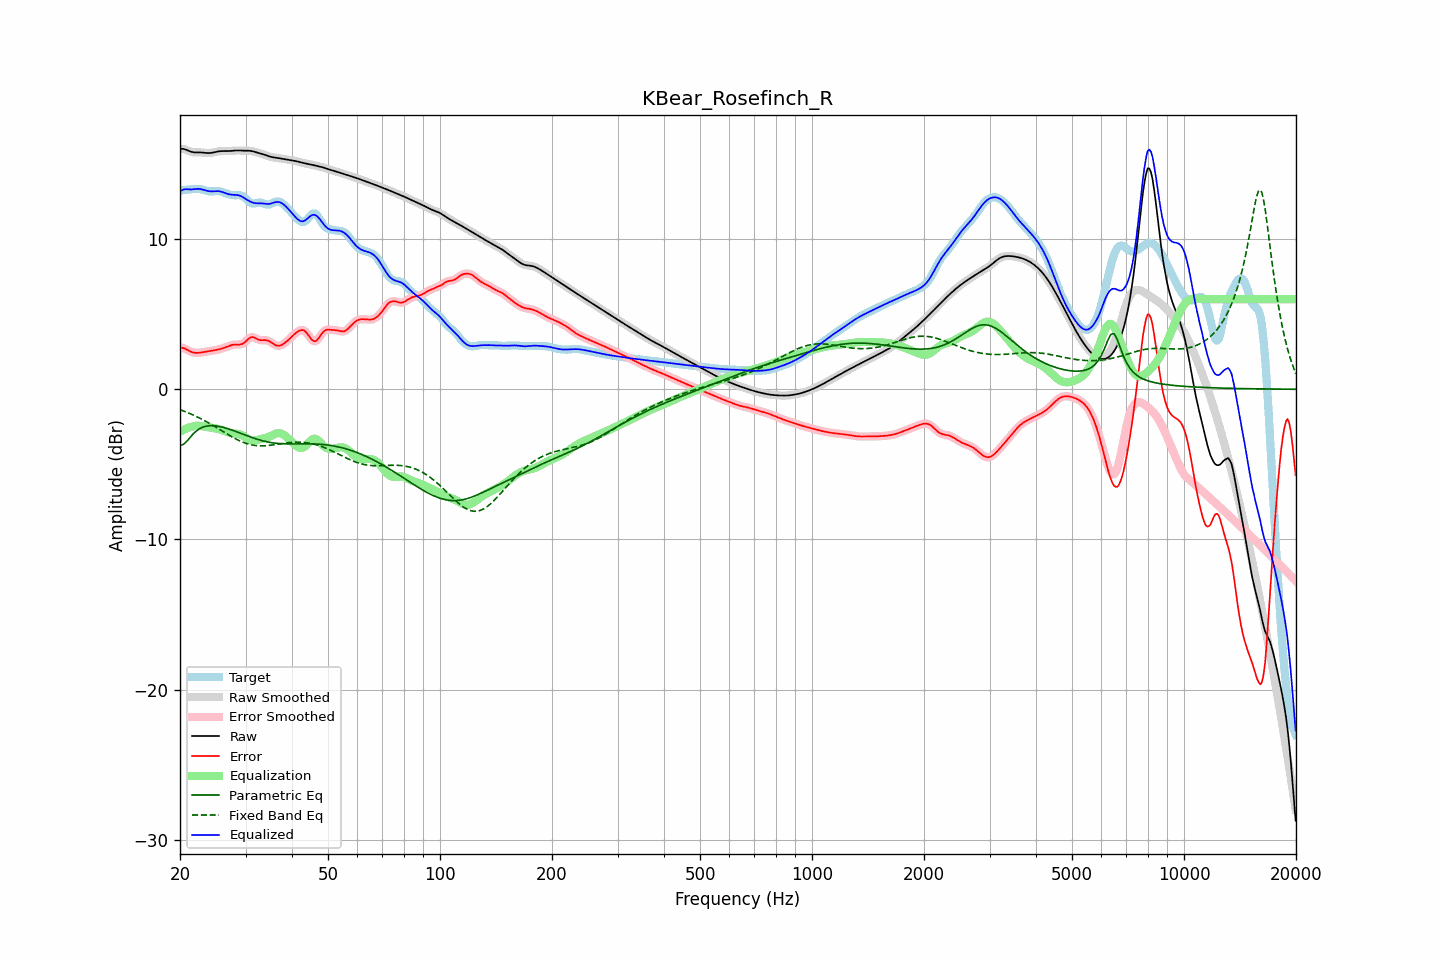 KBear_Rosefinch_R
Amplitude (dBr)
10
0
−10
−20
−30
Target
Raw Smoothed
Error Smoothed
Raw
Error
Equalization
Parametric Eq
Fixed Band Eq
Equalized
20 50 100 200 500 1000 2000 5000 10000 20000
Frequency (Hz)